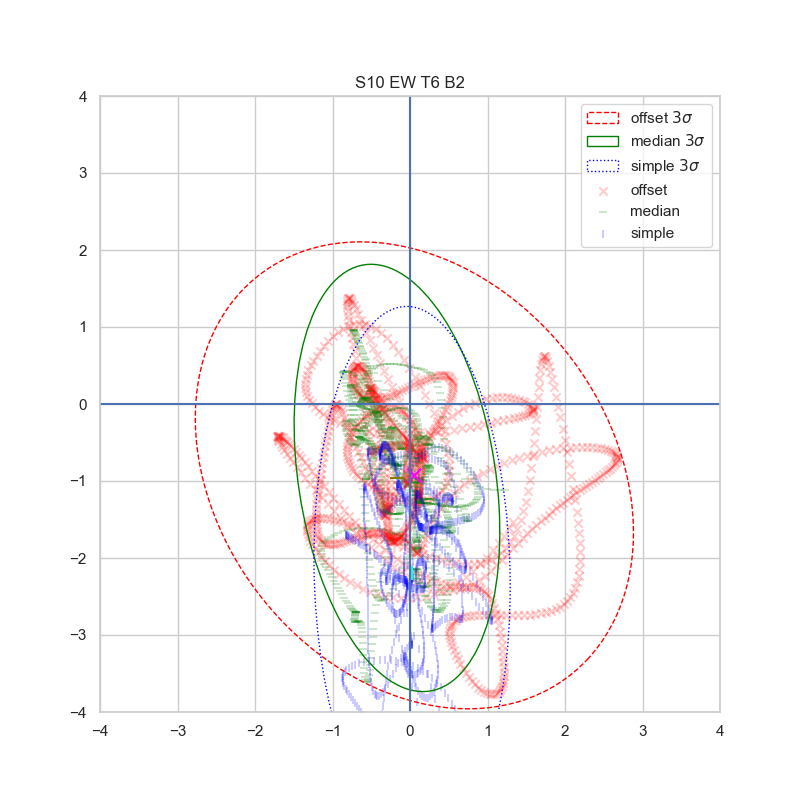 S10 EW T6 B2
offset 3σ
median 3σ
simple 3σ
offset
median
simple
4
3
2
1
0
−1
−2
−3
−4
−4 −3 −2 −1 0 1 2 3 4